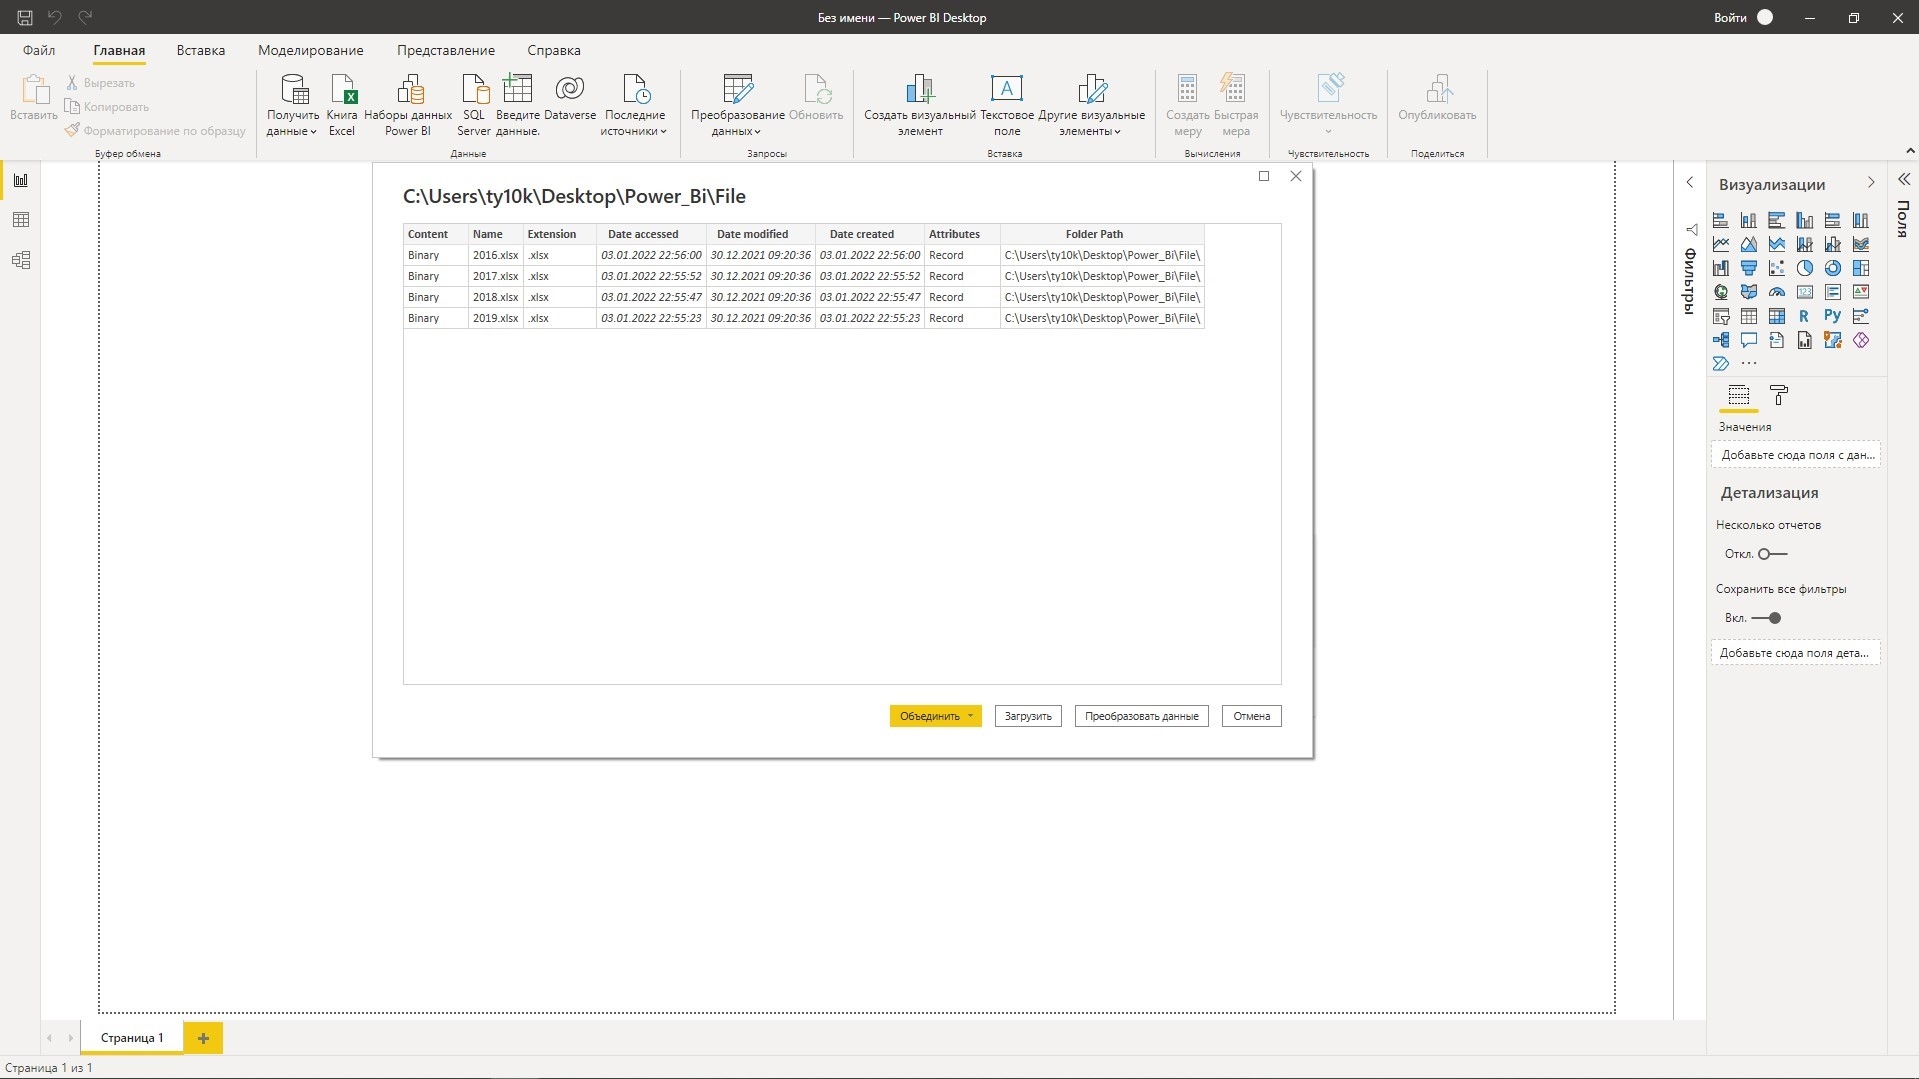 Без имени — Power BI Desktop
Войти
Файл
Главная
Вставка
Моделирование
Представление
Справка
Вставить
Вырезать
Копировать
Форматирование по образцу
Буфер обмена
Получить данные
Книга Excel
Наборы данных Power BI
SQL Server
Введите данные.
Dataverse
Последние источники
Данные
Преобразование данных
Обновить
Запросы
Создать визуальный элемент
Текстовое поле
Другие визуальные элементы
Вставка
Создать меру
Быстрая мера
Вычисления
Чувствительность
Чувствительность
Опубликовать
Поделиться
C:\Users\ty10k\Desktop\Power_Bi\File
Content Name Extension Date accessed Date modified Date created Attributes Folder Path
Binary 2016.xlsx .xlsx 03.01.2022 22:56:00 30.12.2021 09:20:36 03.01.2022 22:56:00 Record C:\Users\ty10k\Desktop\Power_Bi\File\
Binary 2017.xlsx .xlsx 03.01.2022 22:55:52 30.12.2021 09:20:36 03.01.2022 22:55:52 Record C:\Users\ty10k\Desktop\Power_Bi\File\
Binary 2018.xlsx .xlsx 03.01.2022 22:55:47 30.12.2021 09:20:36 03.01.2022 22:55:47 Record C:\Users\ty10k\Desktop\Power_Bi\File\
Binary 2019.xlsx .xlsx 03.01.2022 22:55:23 30.12.2021 09:20:36 03.01.2022 22:55:23 Record C:\Users\ty10k\Desktop\Power_Bi\File\
Объединить
Загрузить
Преобразовать данные
Отмена
Фильтры
Визуализации
123
R
Py
...
Значения
Добавьте сюда поля с дан...
Детализация
Несколько отчетов
Откл.
Сохранить все фильтры
Вкл.
Добавьте сюда поля дета...
Поля
Страница 1
Страница 1 из 1